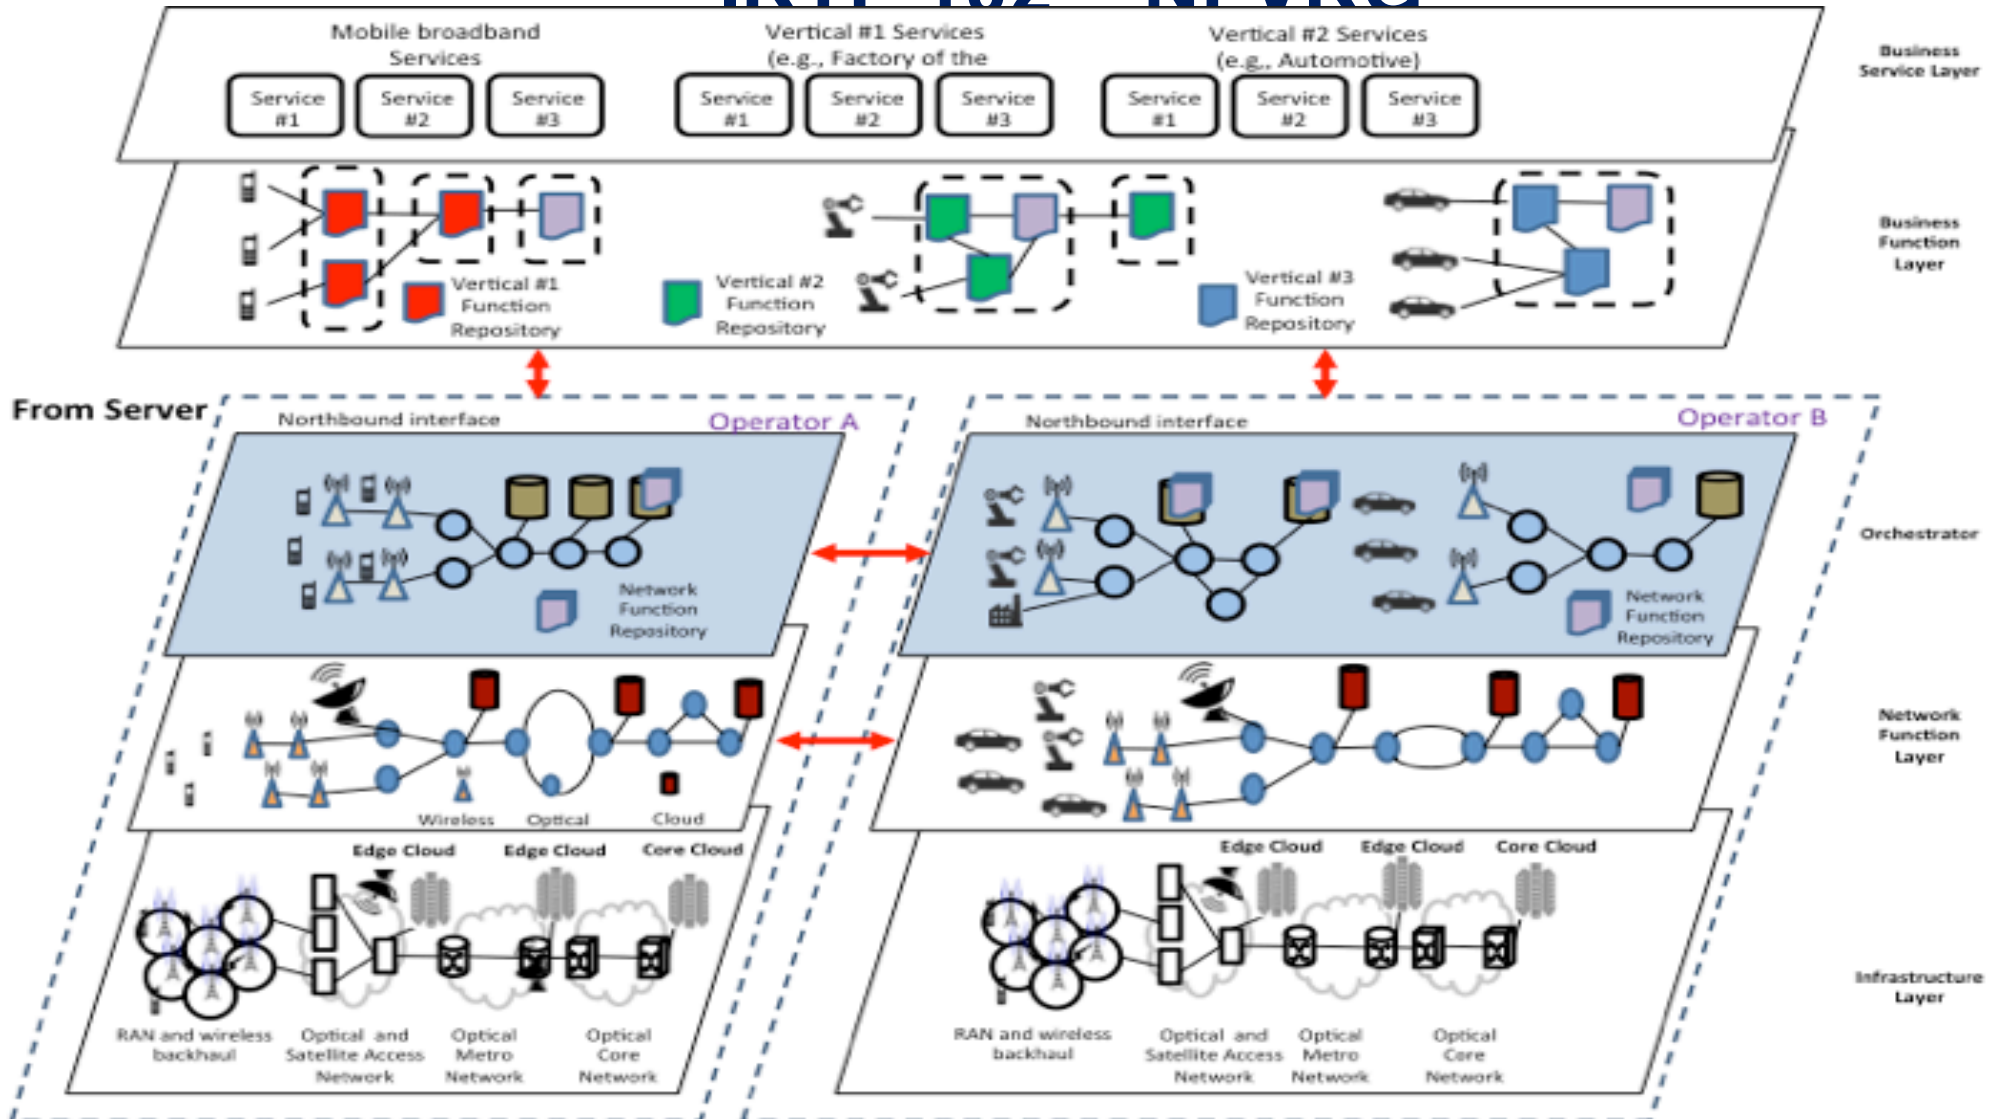 Mobile broadband
Services
Service
#1
Service
#2
Service
#3
Vertical #1 Services
(e.g., Factory of the
Service
#1
Service
#2
Service
#3
Vertical #2 Services
(e.g., Automotive)
Service
#1
Service
#2
Service
#3
Business
Service Layer
Vertical #1
Function
Repository
Vertical #2
Function
Repository
Vertical #3
Function
Repository
Business
Function
Layer
From Server
Northbound interface
Operator A
Northbound interface
Operator B
Network
Function
Repository
Network
Function
Repository
Orchestrator
Wireless
Optical
Cloud
Network
Function
Layer
Edge Cloud
Edge Cloud
Core Cloud
RAN and wireless
backhaul
Optical and
Satellite Access
Network
Optical
Metro
Network
Optical
Core
Network
Edge Cloud
Edge Cloud
Core Cloud
RAN and wireless
backhaul
Optical and
Satellite Access
Network
Optical
Metro
Network
Optical
Core
Network
Infrastructure
Layer